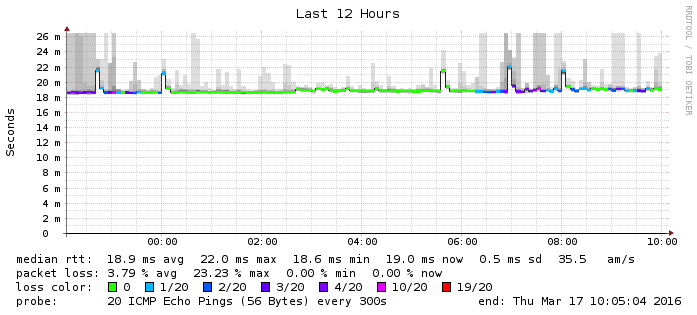 Last 12 Hours
RRDTOOL / TOBI OETIKER
Seconds
26 m
24 m
22 m
20 m
18 m
16 m
14 m
12 m
10 m
8 m
6 m
4 m
2 m
0
00:00 02:00 04:00 06:00 08:00 10:00
median rtt: 18.9 ms avg 22.0 ms max 18.6 ms min 19.0 ms now 0.5 ms sd 35.5 am/s
packet loss: 3.79 % avg 23.23 % max 0.00 % min 0.00 % now
loss color: 0 1/20 2/20 3/20 4/20 10/20 19/20
probe: 20 ICMP Echo Pings (56 Bytes) every 300s end: Thu Mar 17 10:05:04 2016